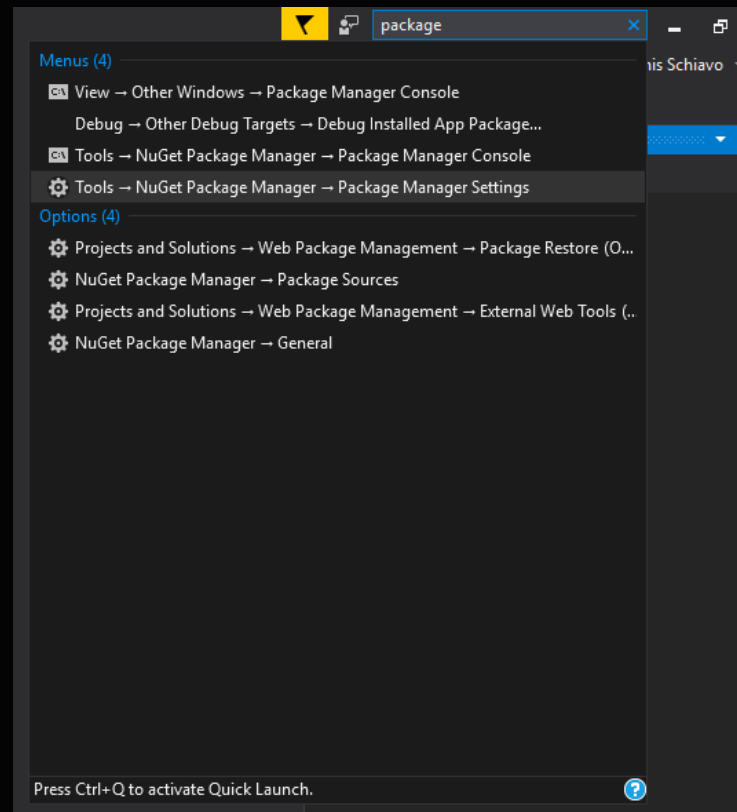 package
his Schiavo
Menus (4)
View → Other Windows → Package Manager Console
Debug → Other Debug Targets → Debug Installed App Package...
Tools → NuGet Package Manager → Package Manager Console
Tools → NuGet Package Manager → Package Manager Settings
Options (4)
Projects and Solutions → Web Package Management → Package Restore (O...
NuGet Package Manager → Package Sources
Projects and Solutions → Web Package Management → External Web Tools (..
NuGet Package Manager → General
Press Ctrl+Q to activate Quick Launch.